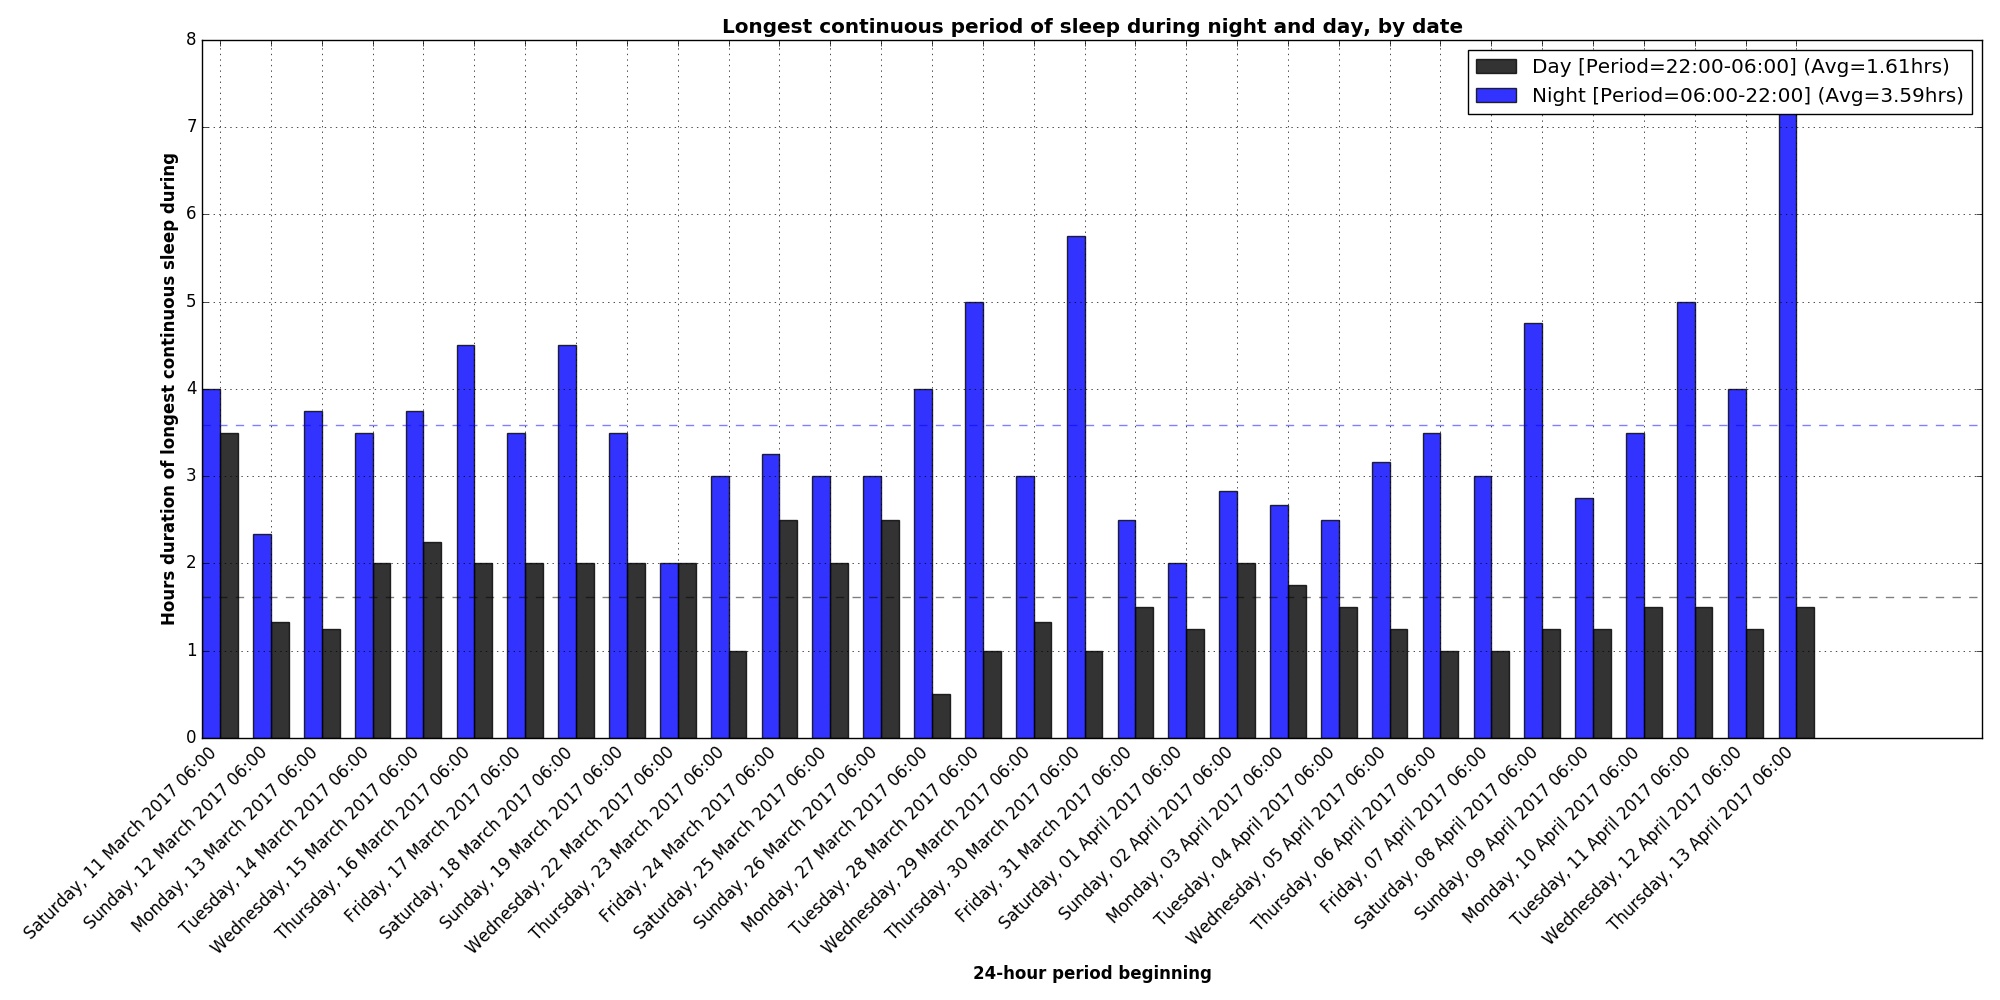 Longest continuous period of sleep during night and day, by date
Day [Period=22:00-06:00] (Avg=1.61hrs)
Night [Period=06:00-22:00] (Avg=3.59hrs)
Hours duration of longest continuous sleep during
8
7
6
5
4
3
2
1
0
Saturday, 11 March 2017 06:00
Sunday, 12 March 2017 06:00
Monday, 13 March 2017 06:00
Tuesday, 14 March 2017 06:00
Wednesday, 15 March 2017 06:00
Thursday, 16 March 2017 06:00
Friday, 17 March 2017 06:00
Saturday, 18 March 2017 06:00
Sunday, 19 March 2017 06:00
Wednesday, 22 March 2017 06:00
Thursday, 23 March 2017 06:00
Friday, 24 March 2017 06:00
Saturday, 25 March 2017 06:00
Sunday, 26 March 2017 06:00
Monday, 27 March 2017 06:00
Tuesday, 28 March 2017 06:00
Wednesday, 29 March 2017 06:00
Thursday, 30 March 2017 06:00
Friday, 31 March 2017 06:00
Saturday, 01 April 2017 06:00
Sunday, 02 April 2017 06:00
Monday, 03 April 2017 06:00
Tuesday, 04 April 2017 06:00
Wednesday, 05 April 2017 06:00
Thursday, 06 April 2017 06:00
Friday, 07 April 2017 06:00
Saturday, 08 April 2017 06:00
Sunday, 09 April 2017 06:00
Monday, 10 April 2017 06:00
Tuesday, 11 April 2017 06:00
Wednesday, 12 April 2017 06:00
Thursday, 13 April 2017 06:00
24-hour period beginning